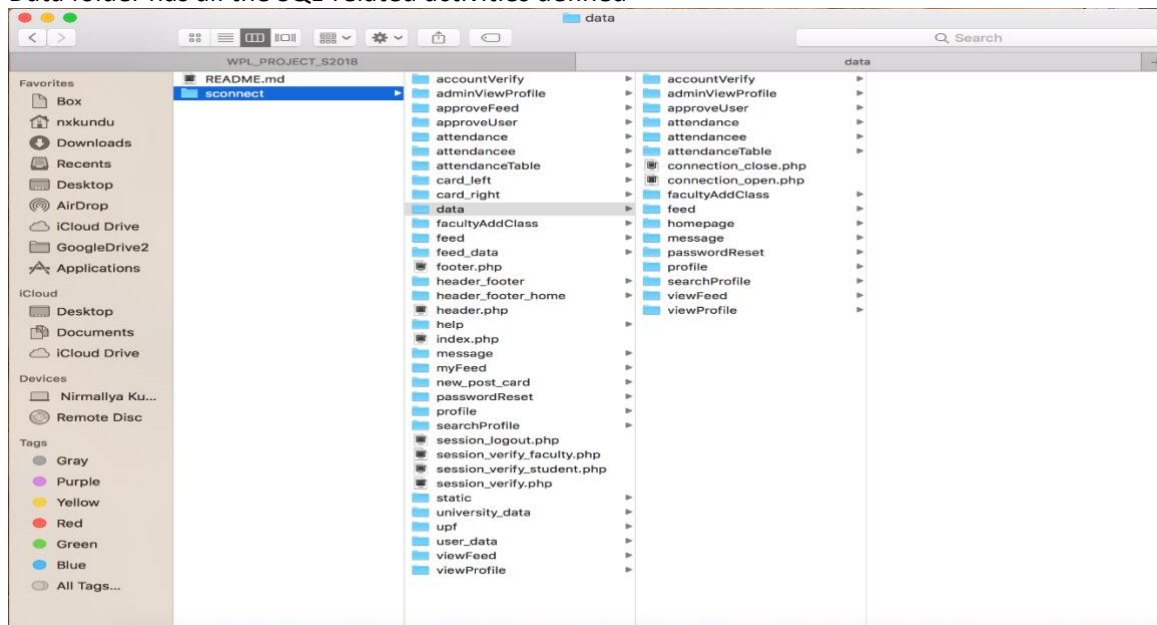 Data folder has all the SQL related activities defined
data
Search
WPL_PROJECT_S2018
data
Favorites
Box
nxkundu
Downloads
Recents
Desktop
AirDrop
iCloud Drive
GoogleDrive2
Applications
iCloud
Desktop
Documents
iCloud Drive
Devices
Nirmallya Ku...
Remote Disc
Tags
Gray
Purple
Yellow
Red
Green
Blue
All Tags...
README.md
sconnect
accountVerify
adminViewProfile
approveFeed
approveUser
attendance
attendancee
attendanceTable
card_left
card_right
data
facultyAddClass
feed
feed_data
footer.php
header_footer
header_footer_home
header.php
help
index.php
message
myFeed
new_post_card
passwordReset
profile
searchProfile
session_logout.php
session_verify_faculty.php
session_verify_student.php
session_verify.php
static
university_data
upf
user_data
viewFeed
viewProfile
accountVerify
adminViewProfile
approveUser
attendance
attendancee
attendanceTable
connection_close.php
connection_open.php
facultyAddClass
feed
homepage
message
passwordReset
profile
searchProfile
viewFeed
viewProfile